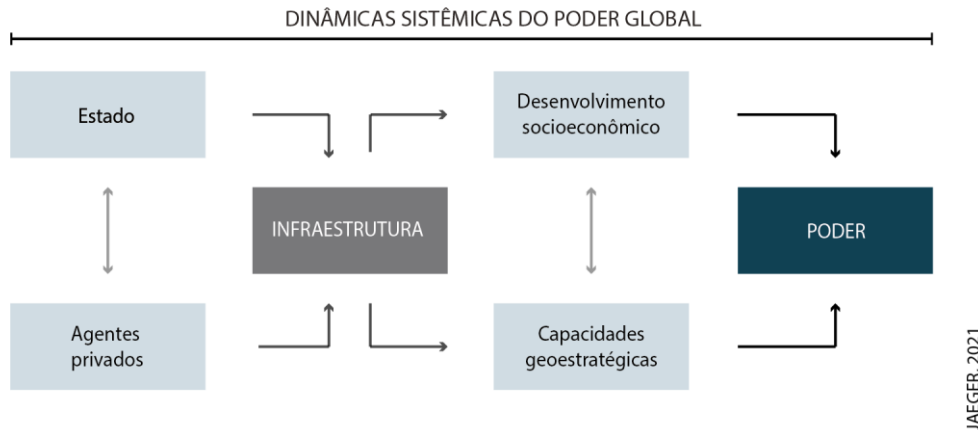 DINÂMICAS SISTÊMICAS DO PODER GLOBAL
Estado
Desenvolvimento
socioeconômico
INFRAESTRUTURA
PODER
Agentes
privados
Capacidades
geoestratégicas
JAEGER, 2021